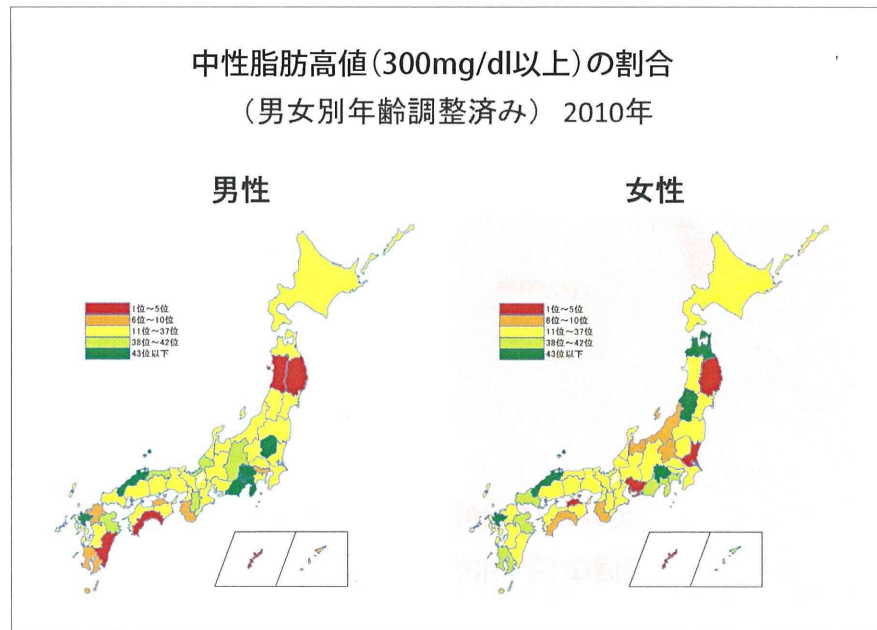 中性脂肪高値(300mg/dl以上)の割合
(男女別年齢調整済み) 2010年
男性
女性
1位～5位
6位～10位
11位～37位
38位～42位
43位以下
1位～5位
6位～10位
11位～37位
38位～42位
43位以下